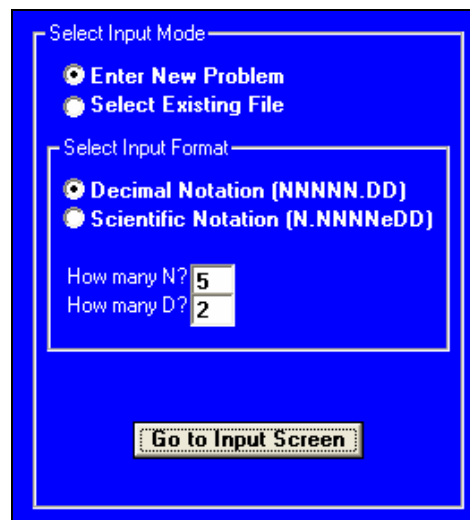 Select Input Mode
Enter New Problem
Select Existing File
Select Input Format
Decimal Notation (NNNNN.DD)
Scientific Notation (N.NNNNeDD)
How many N? 5
How many D? 2
Go to Input Screen